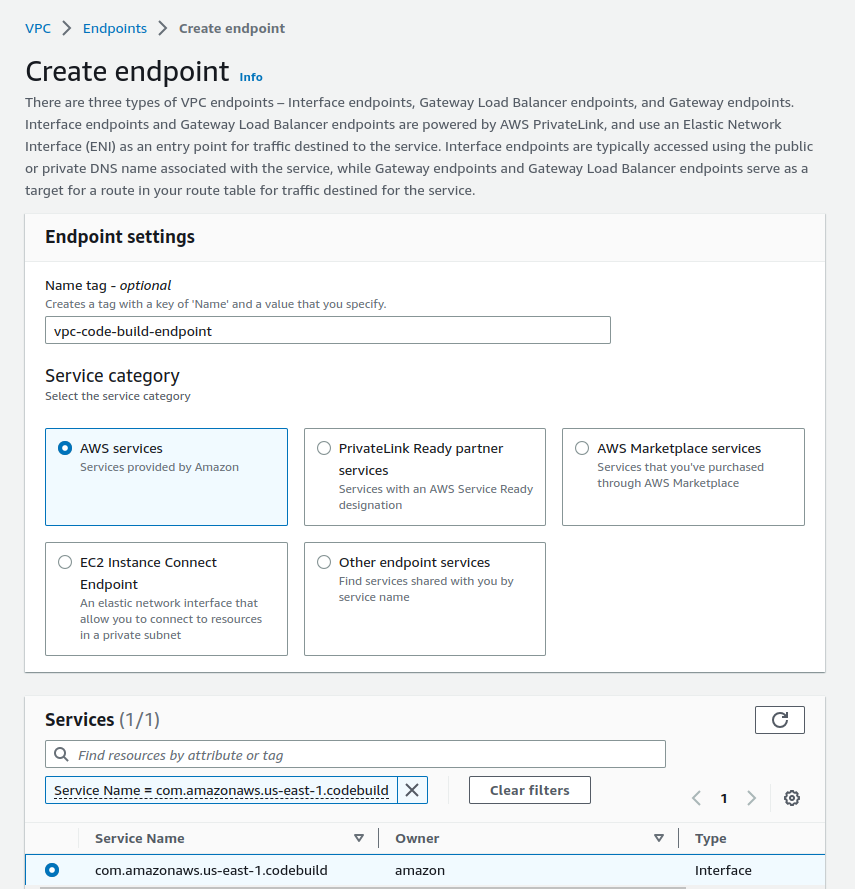 VPC > Endpoints > Create endpoint
Create endpoint Info
There are three types of VPC endpoints – Interface endpoints, Gateway Load Balancer endpoints, and Gateway endpoints.
Interface endpoints and Gateway Load Balancer endpoints are powered by AWS PrivateLink, and use an Elastic Network
Interface (ENI) as an entry point for traffic destined to the service. Interface endpoints are typically accessed using the public
or private DNS name associated with the service, while Gateway endpoints and Gateway Load Balancer endpoints serve as a
target for a route in your route table for traffic destined for the service.
Endpoint settings
Name tag - optional
Creates a tag with a key of 'Name' and a value that you specify.
vpc-code-build-endpoint
Service category
Select the service category
AWS services
Services provided by Amazon
PrivateLink Ready partner
services
Services with an AWS Service Ready
designation
AWS Marketplace services
Services that you've purchased
through AWS Marketplace
EC2 Instance Connect
Endpoint
An elastic network interface that
allow you to connect to resources
in a private subnet
Other endpoint services
Find services shared with you by
service name
Services (1/1)
Find resources by attribute or tag
Service Name = com.amazonaws.us-east-1.codebuild
Clear filters
1
Service Name Owner Type
com.amazonaws.us-east-1.codebuild amazon Interface